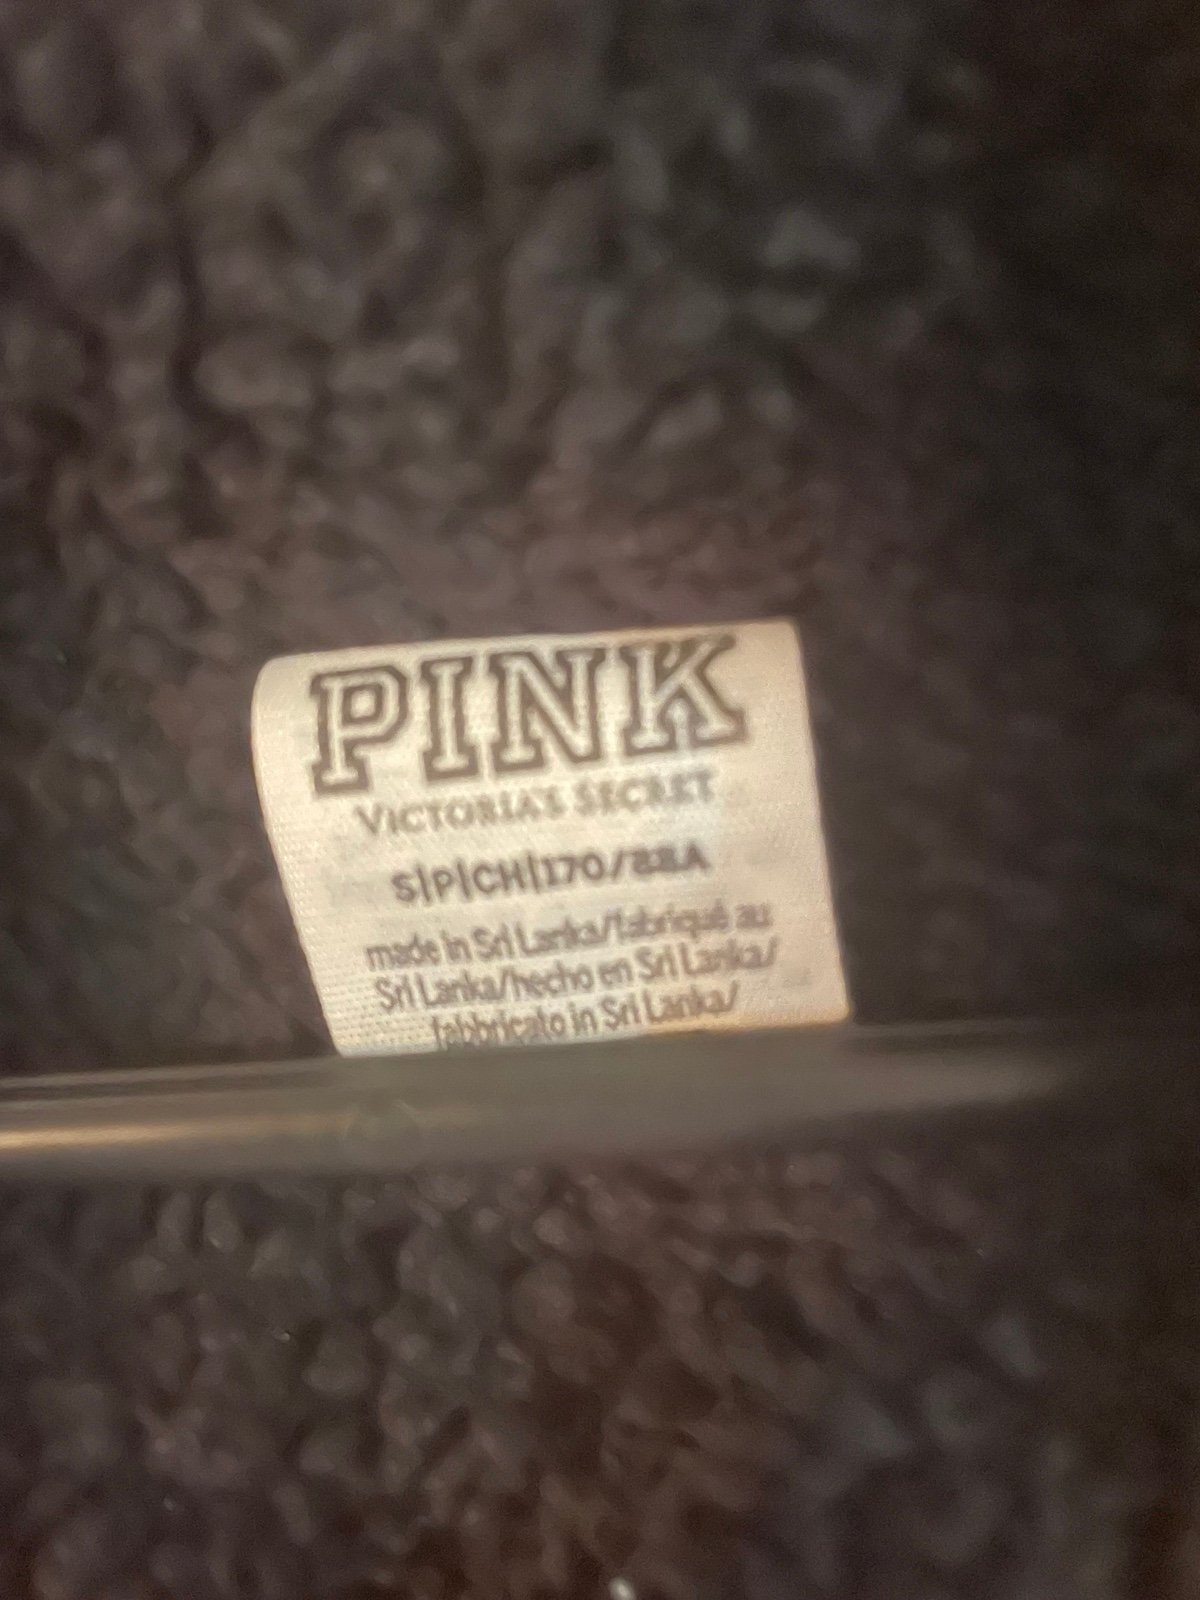 PINK
VICTORIA'S SECRET
S|P|CH|170/88A
made in Sri Lanka/fabriqué au
Sri Lanka/hecho en Sri Lanka/
fabbricato in Sri Lanka/